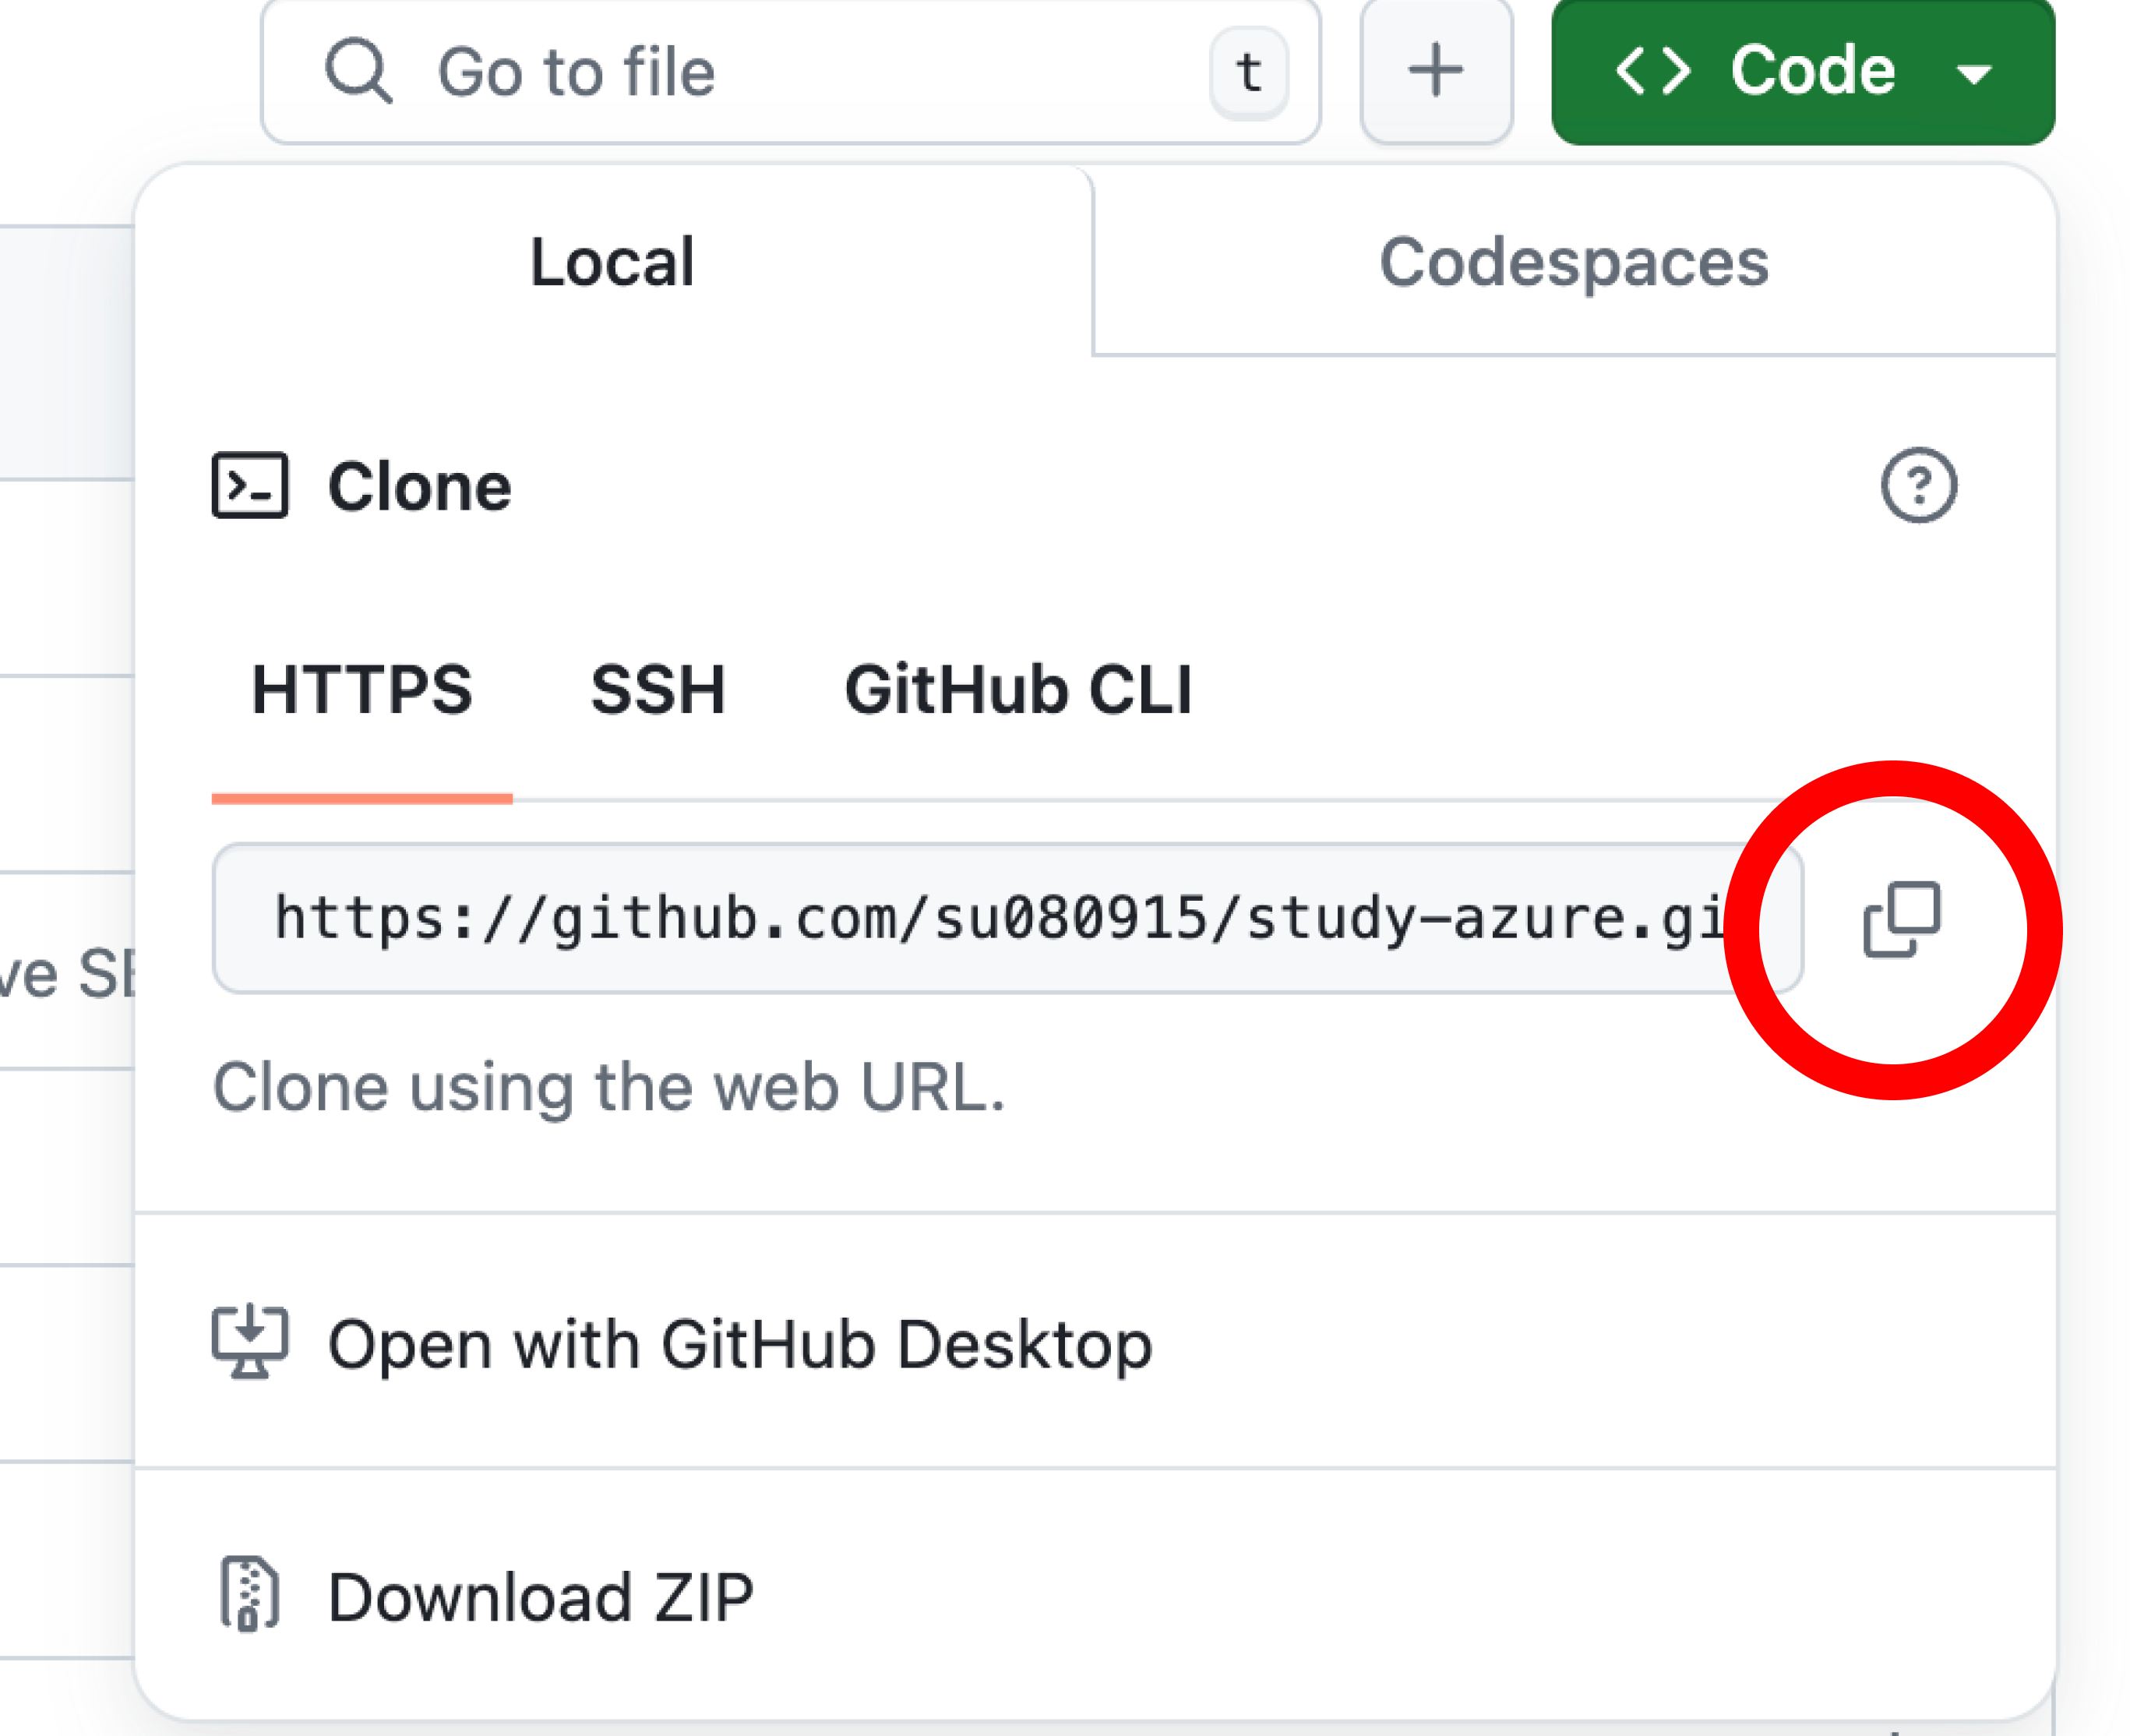 Go to file t Code
Local Codespaces
Clone
HTTPS SSH GitHub CLI
https://github.com/su080915/study-azure.gi
ve
Clone using the web URL.
Open with GitHub Desktop
Download ZIP